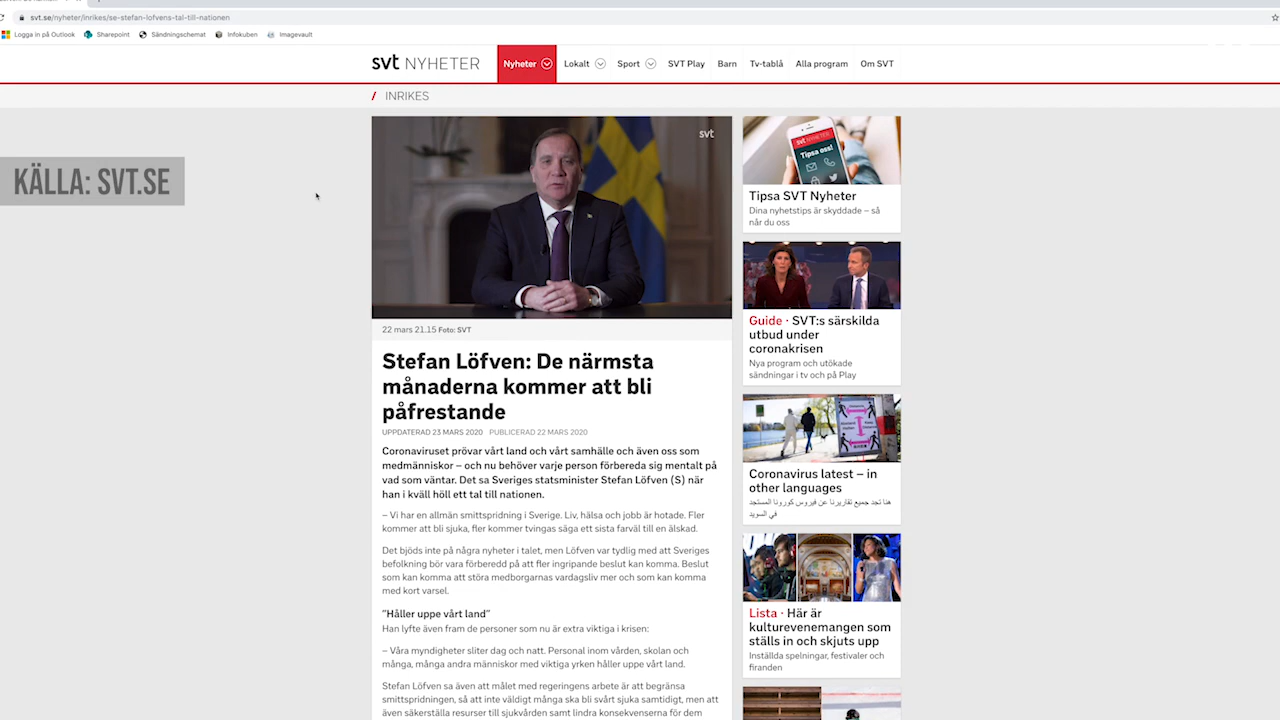 svt.se/nyheter/inrikes/se-stefan-lofvens-tal-till-nationen
Logga in på Outlook Sharepoint Sändningsschemat Infokuben Imagevault
svt NYHETER Nyheter Lokalt Sport SVT Play Barn Tv-tablå Alla program Om SVT
/ INRIKES
KÄLLA: SVT.SE
svt
22 mars 21.15 Foto: SVT
Stefan Löfven: De närmsta
månaderna kommer att bli
påfrestande
UPPDATERAD 23 MARS 2020 PUBLICERAD 22 MARS 2020
Coronaviruset prövar vårt land och vårt samhälle och även oss som
medmänniskor – och nu behöver varje person förbereda sig mentalt på
vad som väntar. Det sa Sveriges statsminister Stefan Löfven (S) när
han i kväll höll ett tal till nationen.
– Vi har en allmän smittspridning i Sverige. Liv, hälsa och jobb är hotade. Fler
kommer att bli sjuka, fler kommer tvingas säga ett sista farväl till en älskad.
Det bjöds inte på några nyheter i talet, men Löfven var tydlig med att Sveriges
befolkning bör vara förberedd på att fler ingripande beslut kan komma. Beslut
som kan komma att störa medborgarnas vardagsliv mer och som kan komma
med kort varsel.
”Håller uppe vårt land”
Han lyfte även fram de personer som nu är extra viktiga i krisen:
– Våra myndigheter sliter dag och natt. Personal inom vården, skolan och
många, många andra människor med viktiga yrken håller uppe vårt land.
Stefan Löfven sa även att målet med regeringens arbete är att begränsa
smittspridningen, så att inte väldigt många ska bli svårt sjuka samtidigt, men att
även säkerställa resurser till sjukvården samt lindra konsekvenserna för dem
SVT NYHETER
Tipsa oss!
Tipsa SVT Nyheter
Dina nyhetstips är skyddade – så
når du oss
Guide · SVT:s särskilda
utbud under
coronakrisen
Nya program och utökade
sändningar i tv och på Play
Coronavirus latest – in
other languages
هنا تجد جميع تقاريرنا عن فيروس كورونا المستجد
في السويد
Lista · Här är
kulturevenemangen som
ställs in och skjuts upp
Inställda spelningar, festivaler och
firanden